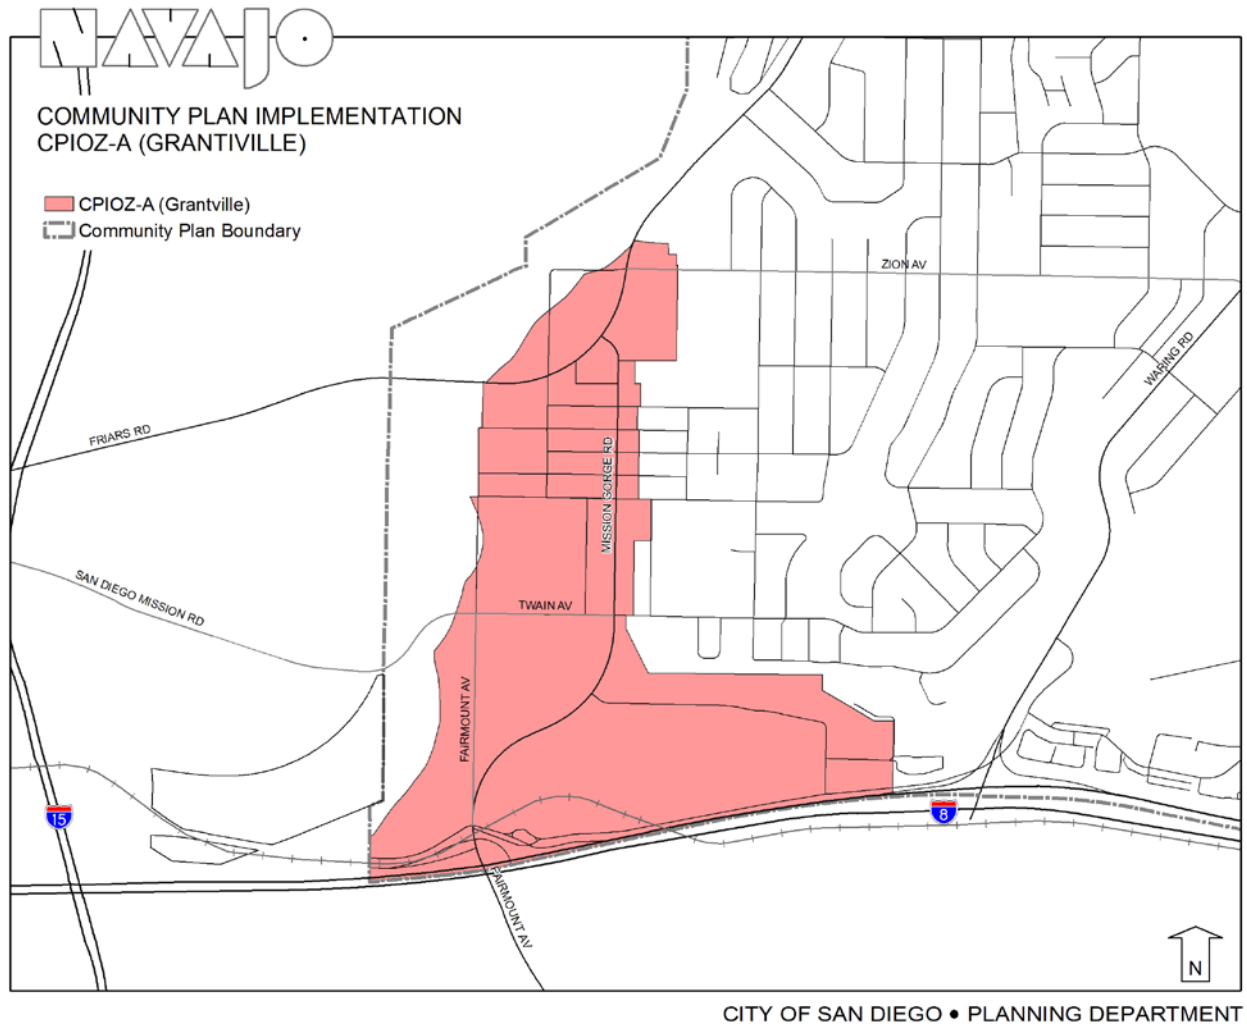 NAVAJO
COMMUNITY PLAN IMPLEMENTATION
CPIOZ-A (GRANTIVILLE)
CPIOZ-A (Grantville)
Community Plan Boundary
ZION AV
WARING RD
FRIARS RD
MISSION GORGE RD
SAN DIEGO MISSION RD
TWAIN AV
FAIRMOUNT AV
15
8
FAIRMOUNT AV
N
CITY OF SAN DIEGO • PLANNING DEPARTMENT